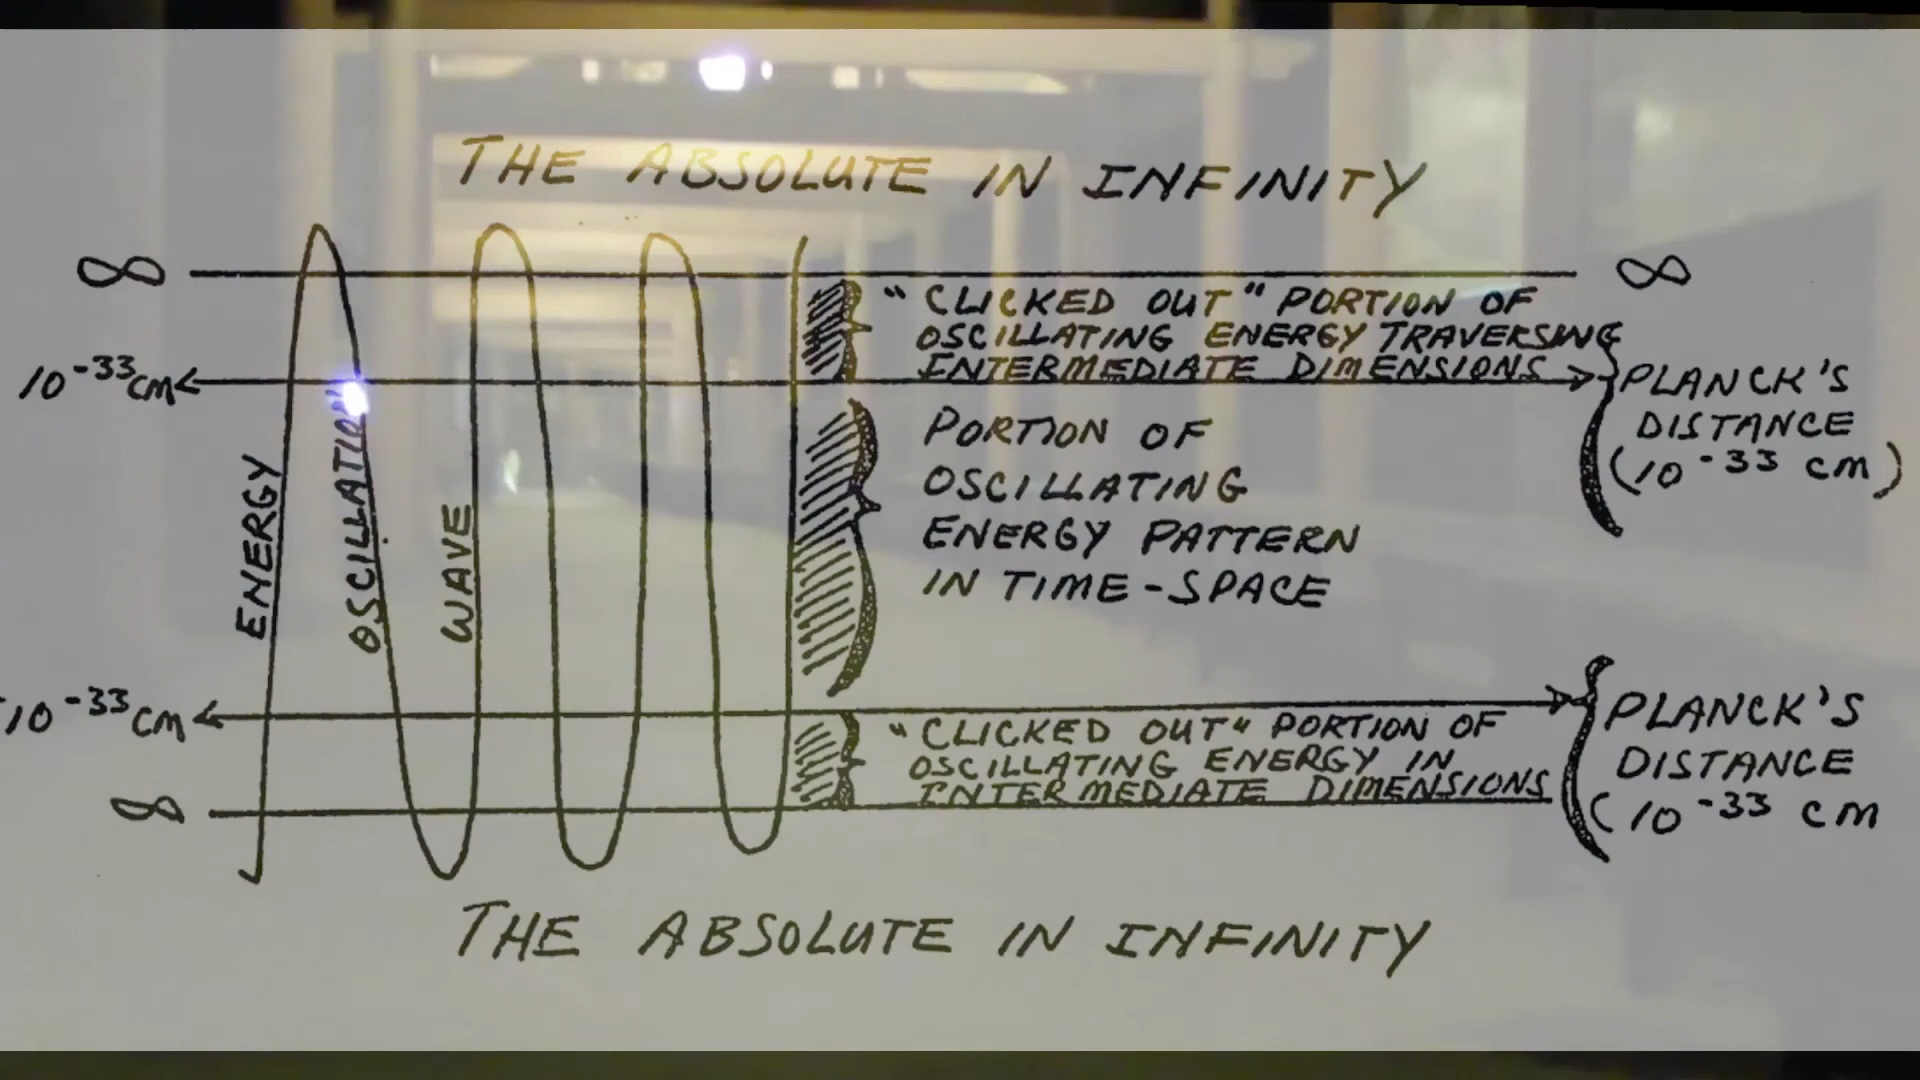 THE ABSOLUTE IN INFINITY
∞
∞
"CLICKED OUT" PORTION OF
OSCILLATING ENERGY TRAVERSING
INTERMEDIATE DIMENSIONS
10⁻³³cm
PLANCK'S
DISTANCE
(10⁻³³ cm)
PORTION OF
OSCILLATING
ENERGY PATTERN
IN TIME-SPACE
ENERGY
OSCILLATION
WAVE
10⁻³³cm
"CLICKED OUT" PORTION OF
OSCILLATING ENERGY IN
INTERMEDIATE DIMENSIONS
PLANCK'S
DISTANCE
(10⁻³³ cm
∞
THE ABSOLUTE IN INFINITY